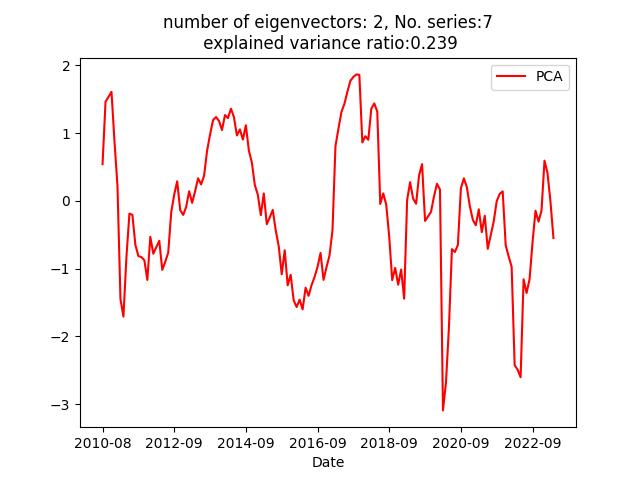 number of eigenvectors: 2, No. series:7
explained variance ratio:0.239
PCA
2
1
0
−1
−2
−3
2010-08 2012-09 2014-09 2016-09 2018-09 2020-09 2022-09
Date